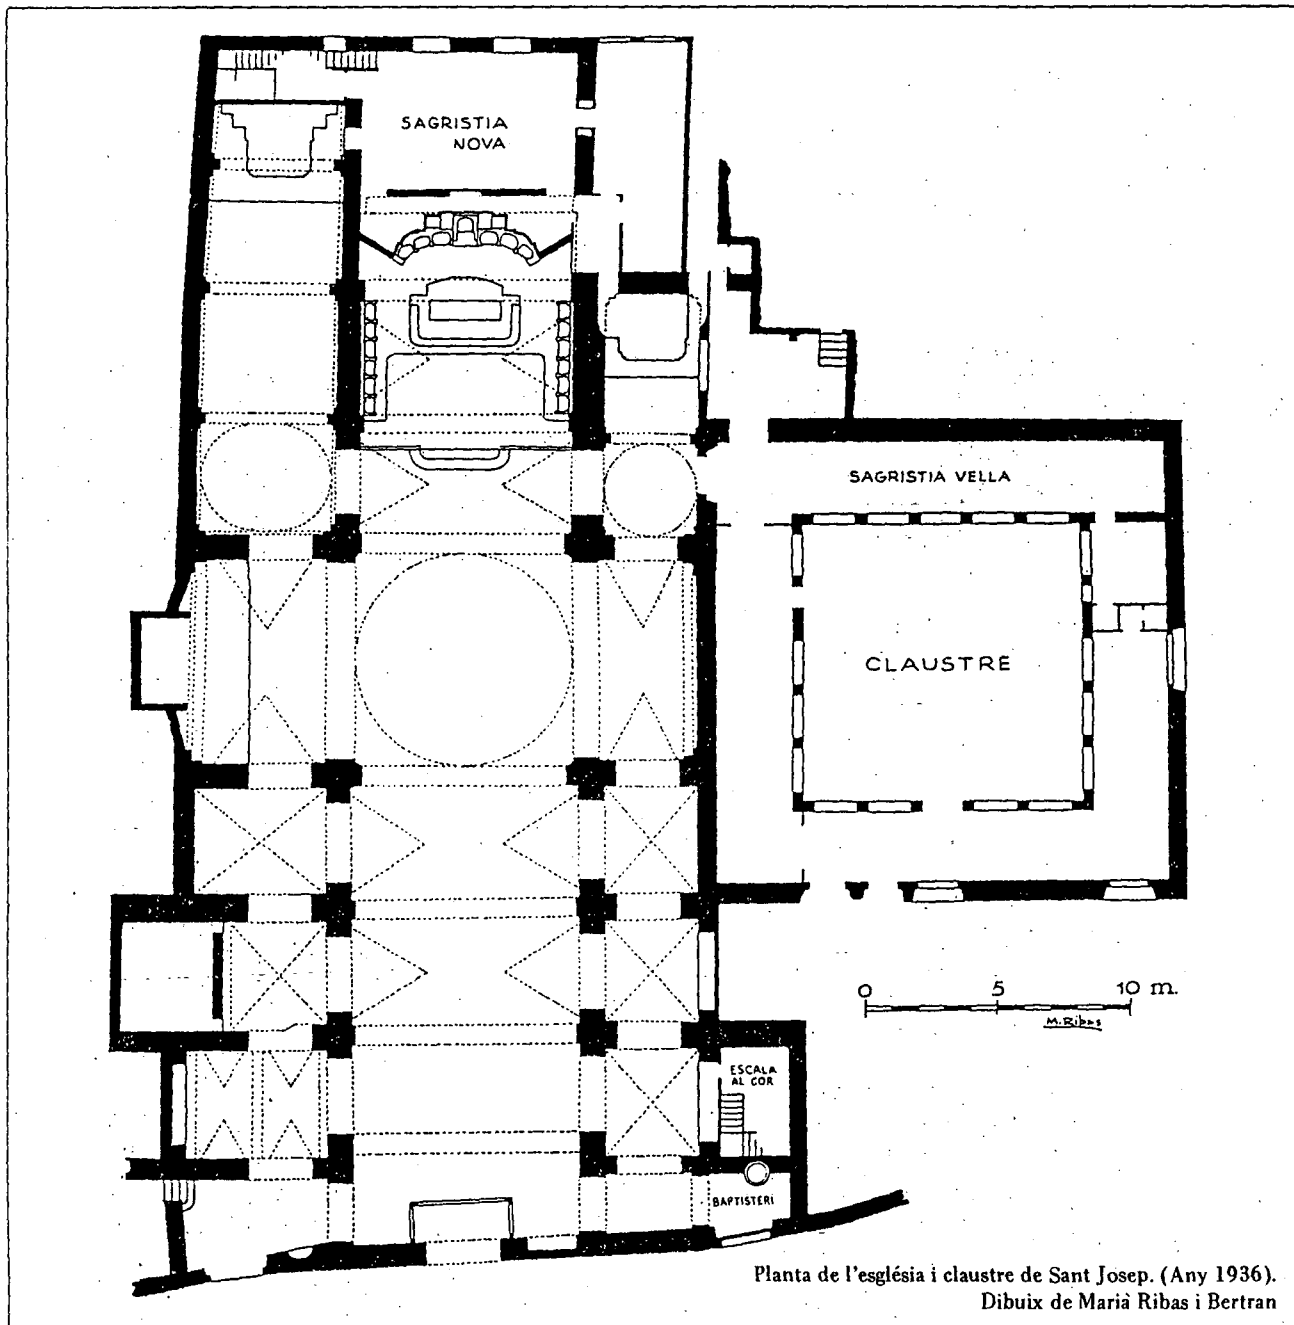 SAGRISTIA
NOVA
SAGRISTIA VELLA
CLAUSTRE
0 5 10 m.
M. Ribas
ESCALA
AL COR
BAPTISTERI
Planta de l'església i claustre de Sant Josep. (Any 1936).
Dibuix de Marià Ribas i Bertran